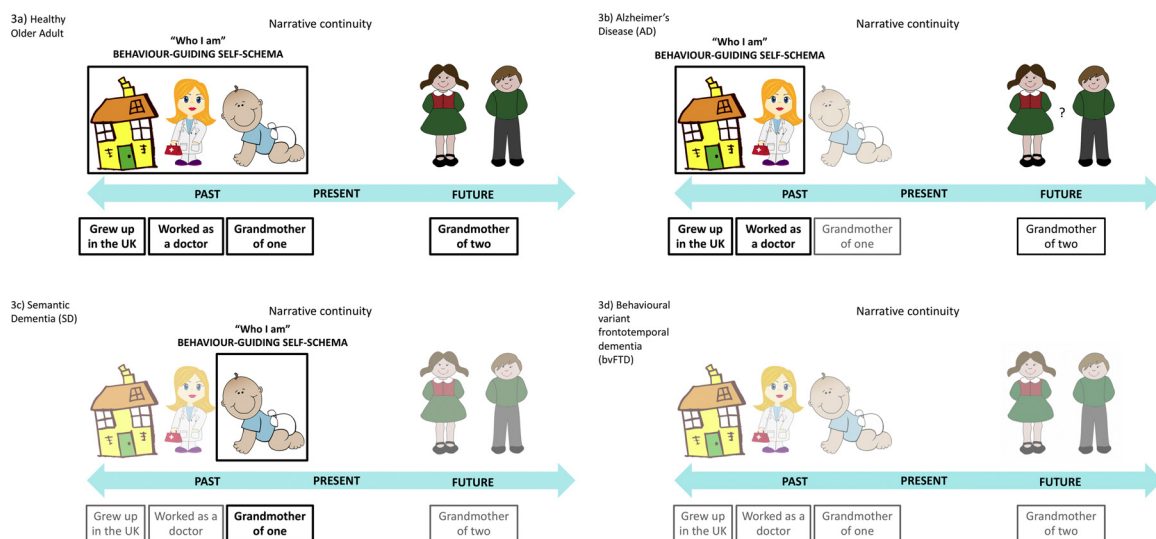 3a) Healthy
Older Adult
Narrative continuity
“Who I am”
BEHAVIOUR-GUIDING SELF-SCHEMA
PAST
PRESENT
FUTURE
Grew up
in the UK
Worked as
a doctor
Grandmother
of one
Grandmother
of two
3b) Alzheimer’s
Disease (AD)
Narrative continuity
“Who I am”
BEHAVIOUR-GUIDING SELF-SCHEMA
?
PAST
PRESENT
FUTURE
Grew up
in the UK
Worked as
a doctor
Grandmother
of one
Grandmother
of two
3c) Semantic
Dementia (SD)
Narrative continuity
“Who I am”
BEHAVIOUR-GUIDING SELF-SCHEMA
PAST
PRESENT
FUTURE
Grew up
in the UK
Worked as a
doctor
Grandmother
of one
Grandmother
of two
3d) Behavioural
variant
frontotemporal
dementia
(bvFTD)
Narrative continuity
PAST
PRESENT
FUTURE
Grew up
in the UK
Worked as a
doctor
Grandmother
of one
Grandmother
of two